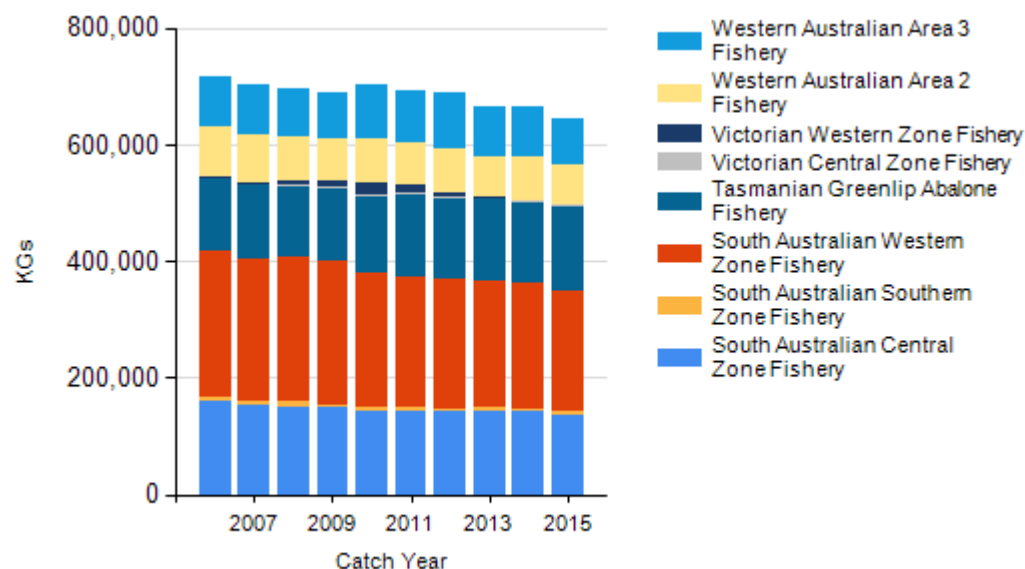 800,000
600,000
400,000
200,000
0
KGs
2007
2009
2011
2013
2015
Catch Year
Western Australian Area 3
Fishery
Western Australian Area 2
Fishery
Victorian Western Zone Fishery
Victorian Central Zone Fishery
Tasmanian Greenlip Abalone
Fishery
South Australian Western
Zone Fishery
South Australian Southern
Zone Fishery
South Australian Central
Zone Fishery